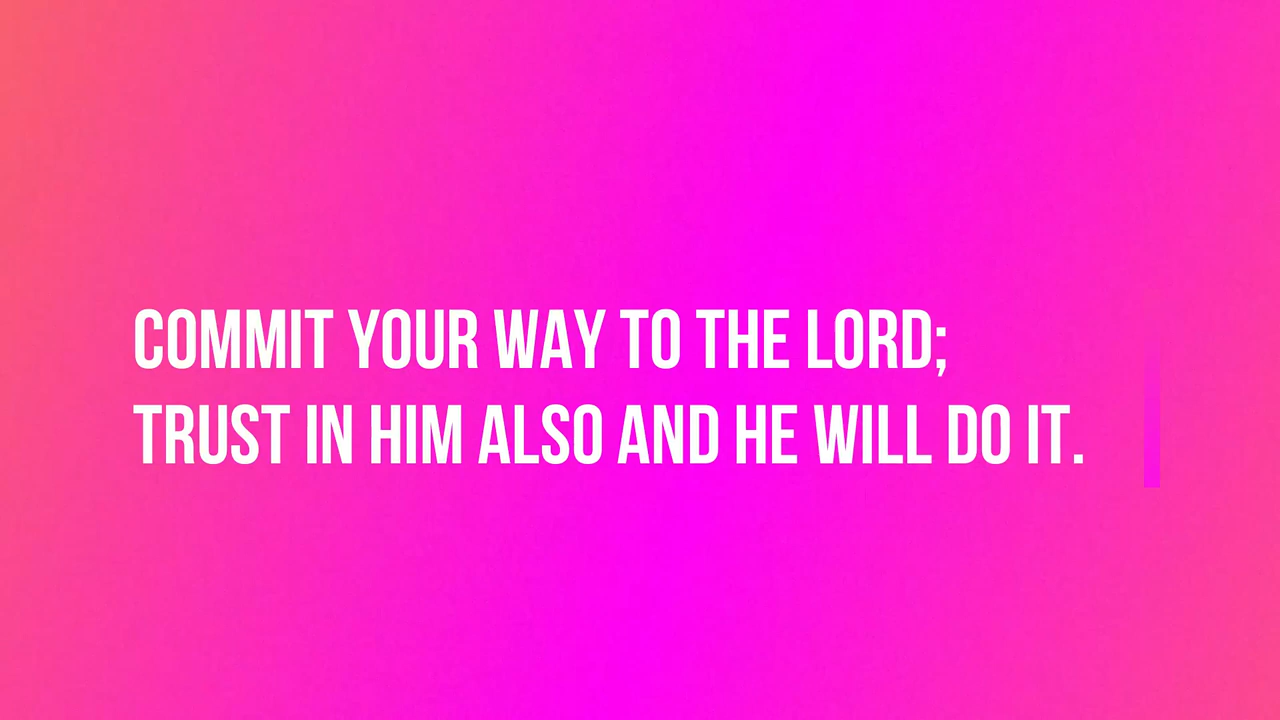 COMMIT YOUR WAY TO THE LORD;
TRUST IN HIM ALSO AND HE WILL DO IT.